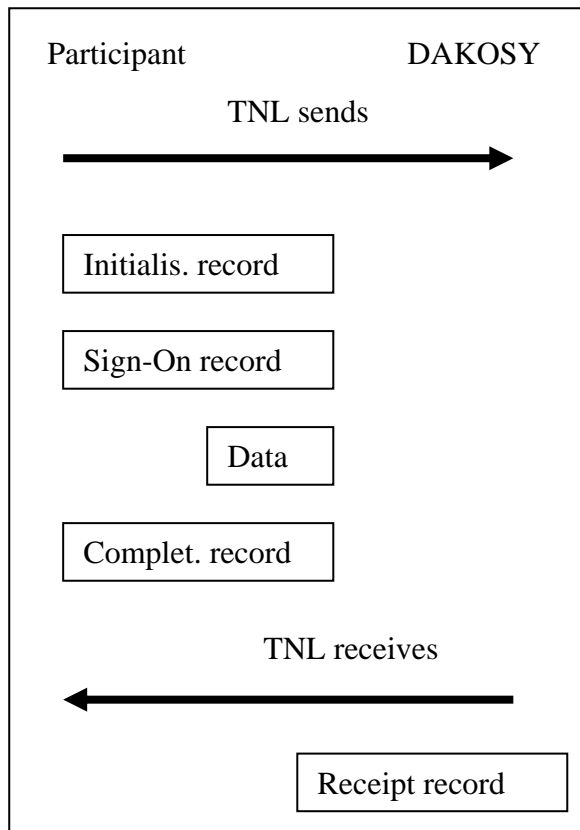 Participant DAKOSY
TNL sends
Initialis. record
Sign-On record
Data
Complet. record
TNL receives
Receipt record